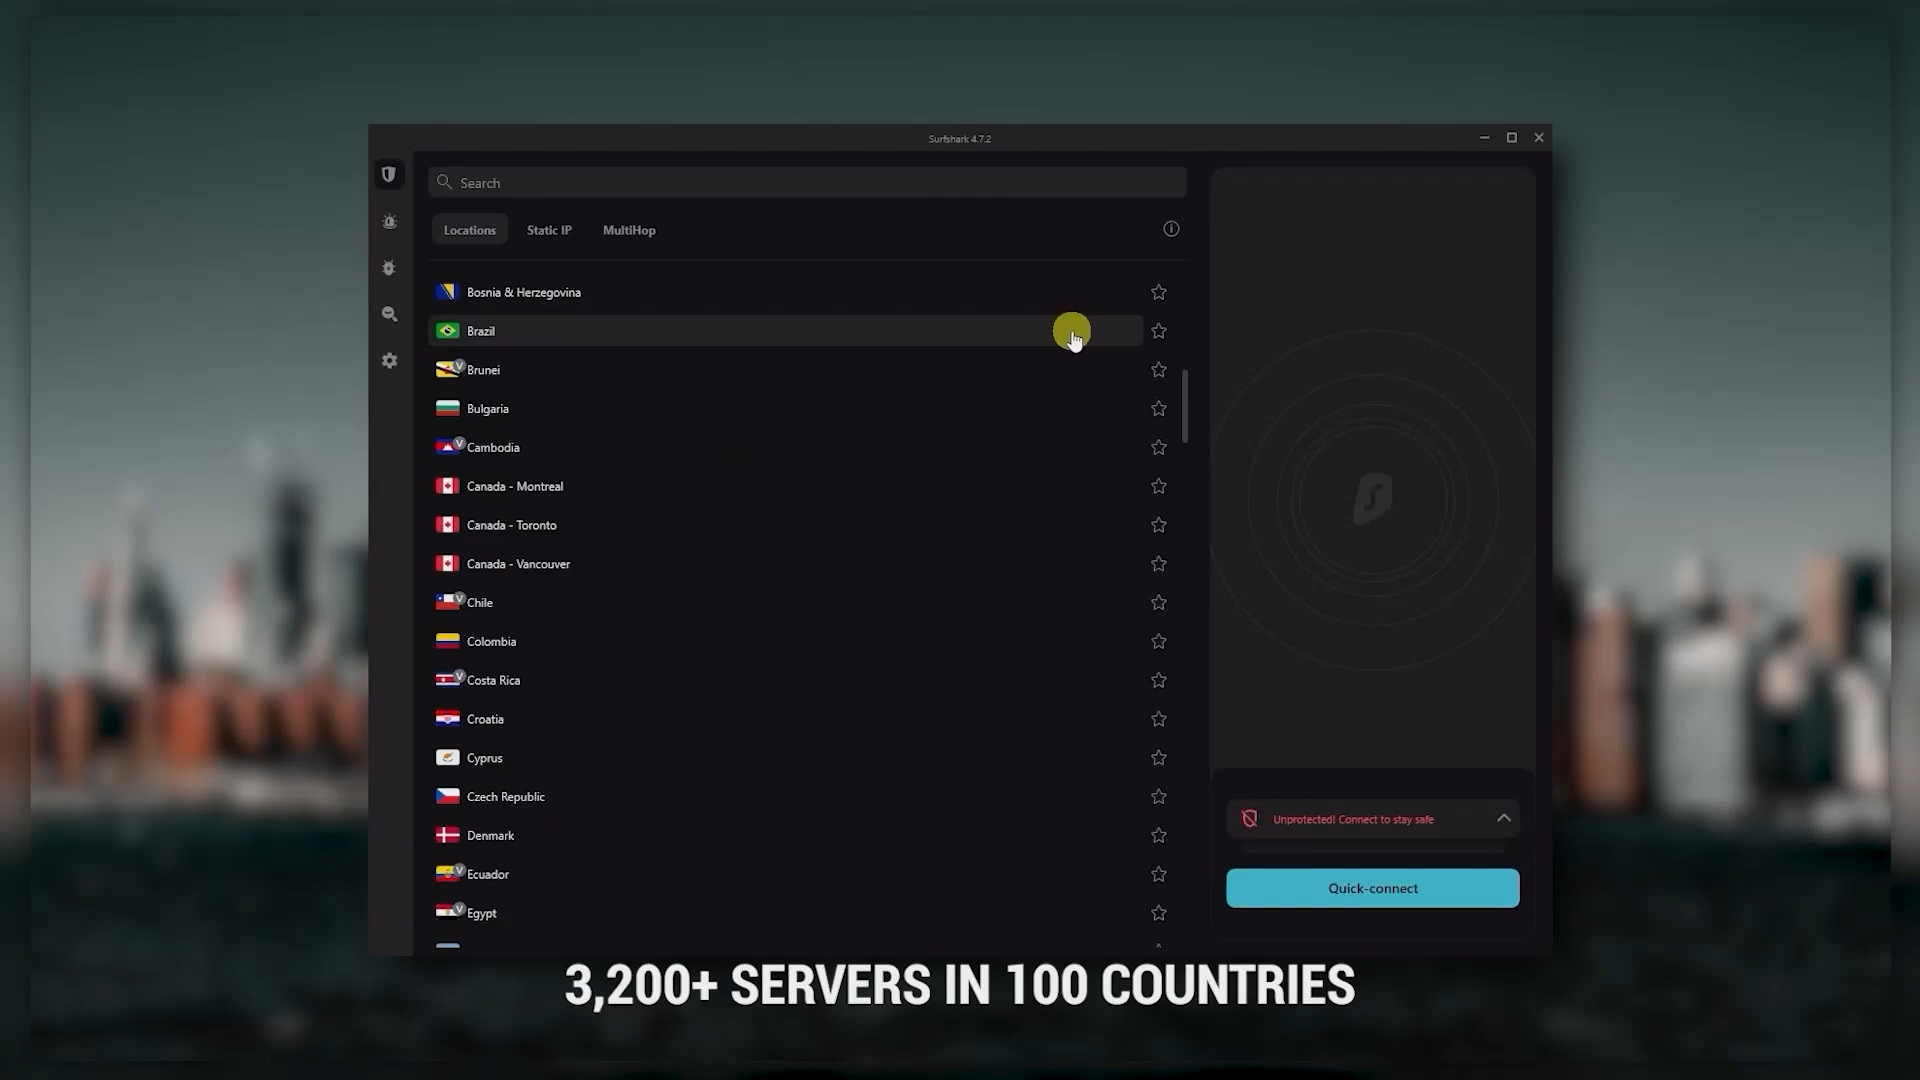 Surfshark 4.7.2
Search
Locations
Static IP
MultiHop
Bosnia & Herzegovina
Brazil
V Brunei
Bulgaria
V Cambodia
Canada - Montreal
Canada - Toronto
Canada - Vancouver
V Chile
Colombia
V Costa Rica
Croatia
Cyprus
Czech Republic
Denmark
V Ecuador
V Egypt
Unprotected! Connect to stay safe
Quick-connect
3,200+ SERVERS IN 100 COUNTRIES